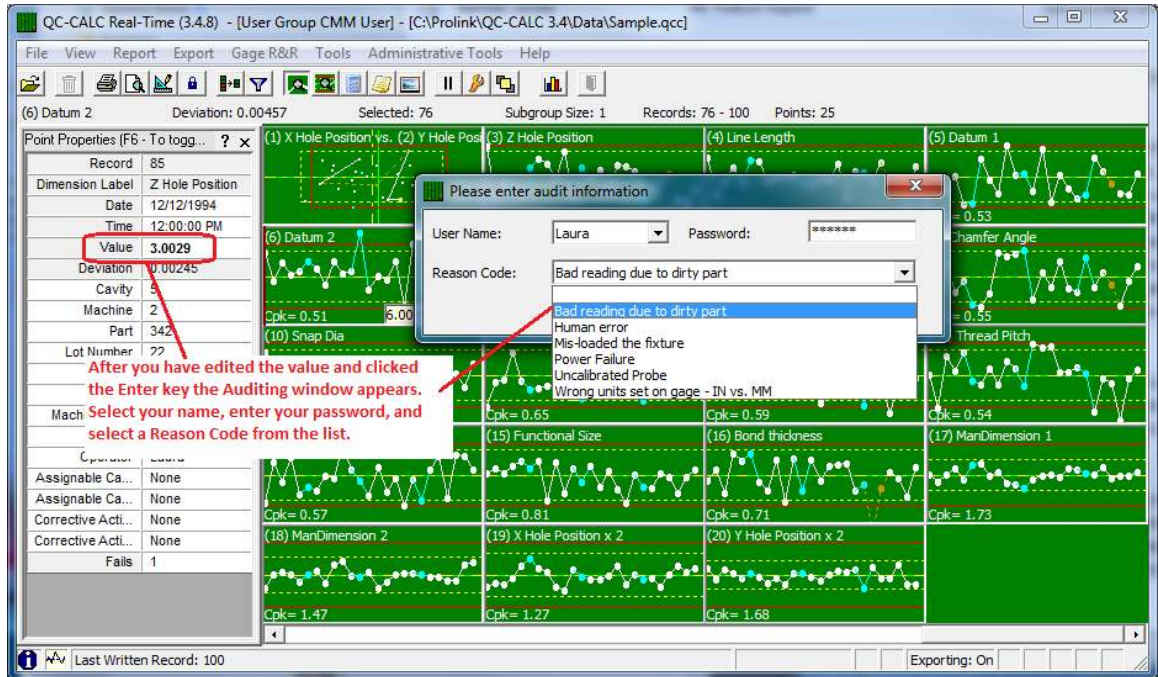 QC-CALC Real-Time (3.4.8) - [User Group CMM User] - [C:\Prolink\QC-CALC 3.4\Data\Sample.qcc]
File View Report Export Gage R&R Tools Administrative Tools Help
(6) Datum 2 Deviation: 0.00457 Selected: 76 Subgroup Size: 1 Records: 76 - 100 Points: 25
Point Properties (F6 - To togg... ? x
Record 85
Dimension Label Z Hole Position
Date 12/12/1994
Time 12:00:00 PM
Value 3.0029
Deviation 0.00245
Cavity 5
Machine 2
Part 342
Lot Number 22
Mach
Operator Laura
Assignable Ca... None
Assignable Ca... None
Corrective Acti... None
Corrective Acti... None
Fails 1
After you have edited the value and clicked
the Enter key the Auditing window appears.
Select your name, enter your password, and
select a Reason Code from the list.
(1) X Hole Position vs. (2) Y Hole Posi
(3) Z Hole Position
(4) Line Length
(5) Datum 1
= 0.53
Please enter audit information
User Name: Laura Password: ******
Reason Code: Bad reading due to dirty part
Bad reading due to dirty part
Human error
Mis-loaded the fixture
Power Failure
Uncalibrated Probe
Wrong units set on gage - IN vs. MM
(6) Datum 2
Cpk= 0.51
6.00
Chamfer Angle
= 0.55
(10) Snap Dia
Cpk= 0.65
Cpk= 0.59
Thread Pitch
Cpk= 0.54
Cpk= 0.57
(15) Functional Size
Cpk= 0.81
(16) Bond thickness
Cpk= 0.71
(17) ManDimension 1
Cpk= 1.73
(18) ManDimension 2
Cpk= 1.47
(19) X Hole Position x 2
Cpk= 1.27
(20) Y Hole Position x 2
Cpk= 1.68
Last Written Record: 100
Exporting: On